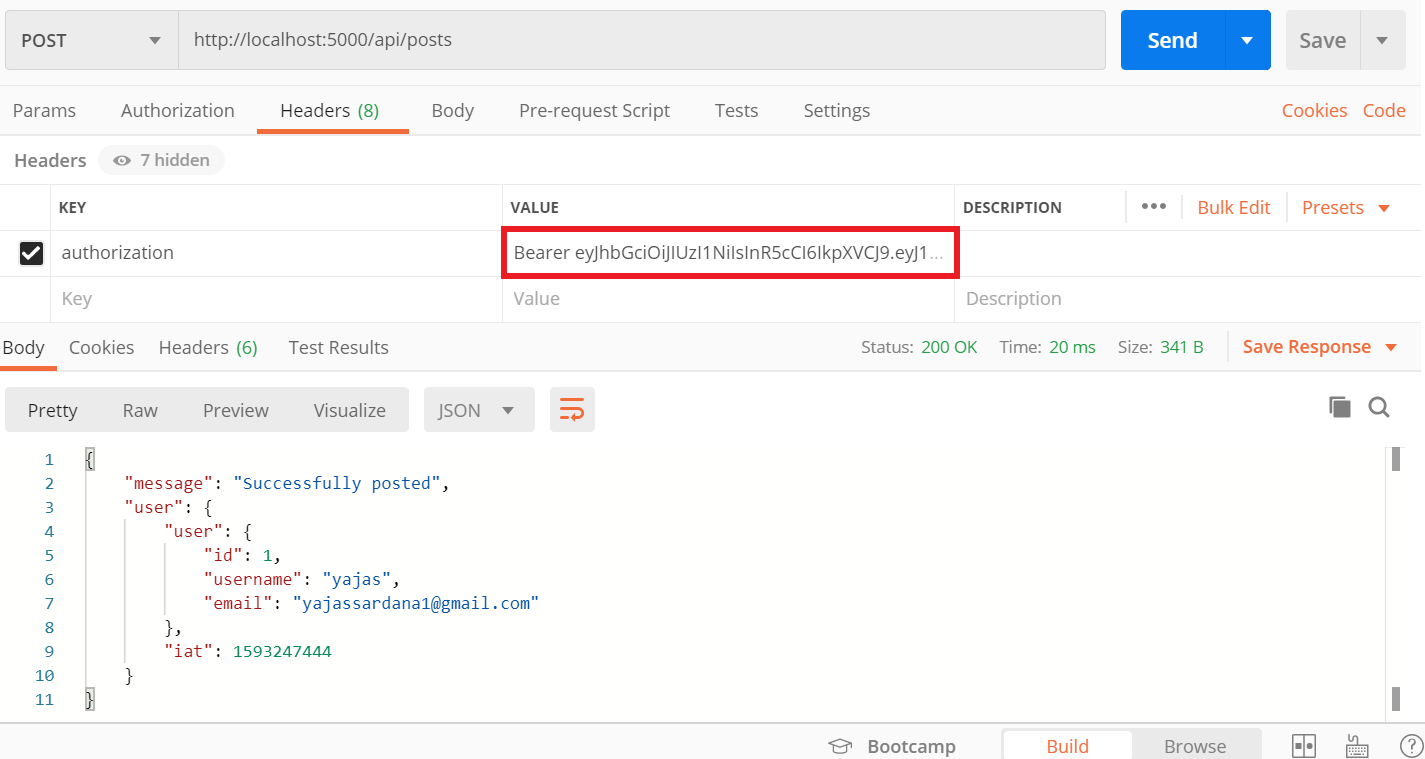 POST http://localhost:5000/api/posts Send Save
Params Authorization Headers (8) Body Pre-request Script Tests Settings Cookies Code
Headers 7 hidden
KEY VALUE DESCRIPTION ••• Bulk Edit Presets
authorization Bearer eyJhbGciOiJIUzI1NiIsInR5cCI6IkpXVCJ9.eyJ1...
Key Value Description
Body Cookies Headers (6) Test Results Status: 200 OK Time: 20 ms Size: 341 B Save Response
Pretty Raw Preview Visualize JSON
1 {
2 "message": "Successfully posted",
3 "user": {
4 "user": {
5 "id": 1,
6 "username": "yajas",
7 "email": "yajassardana1@gmail.com"
8 },
9 "iat": 1593247444
10 }
11 }
Bootcamp Build Browse ?